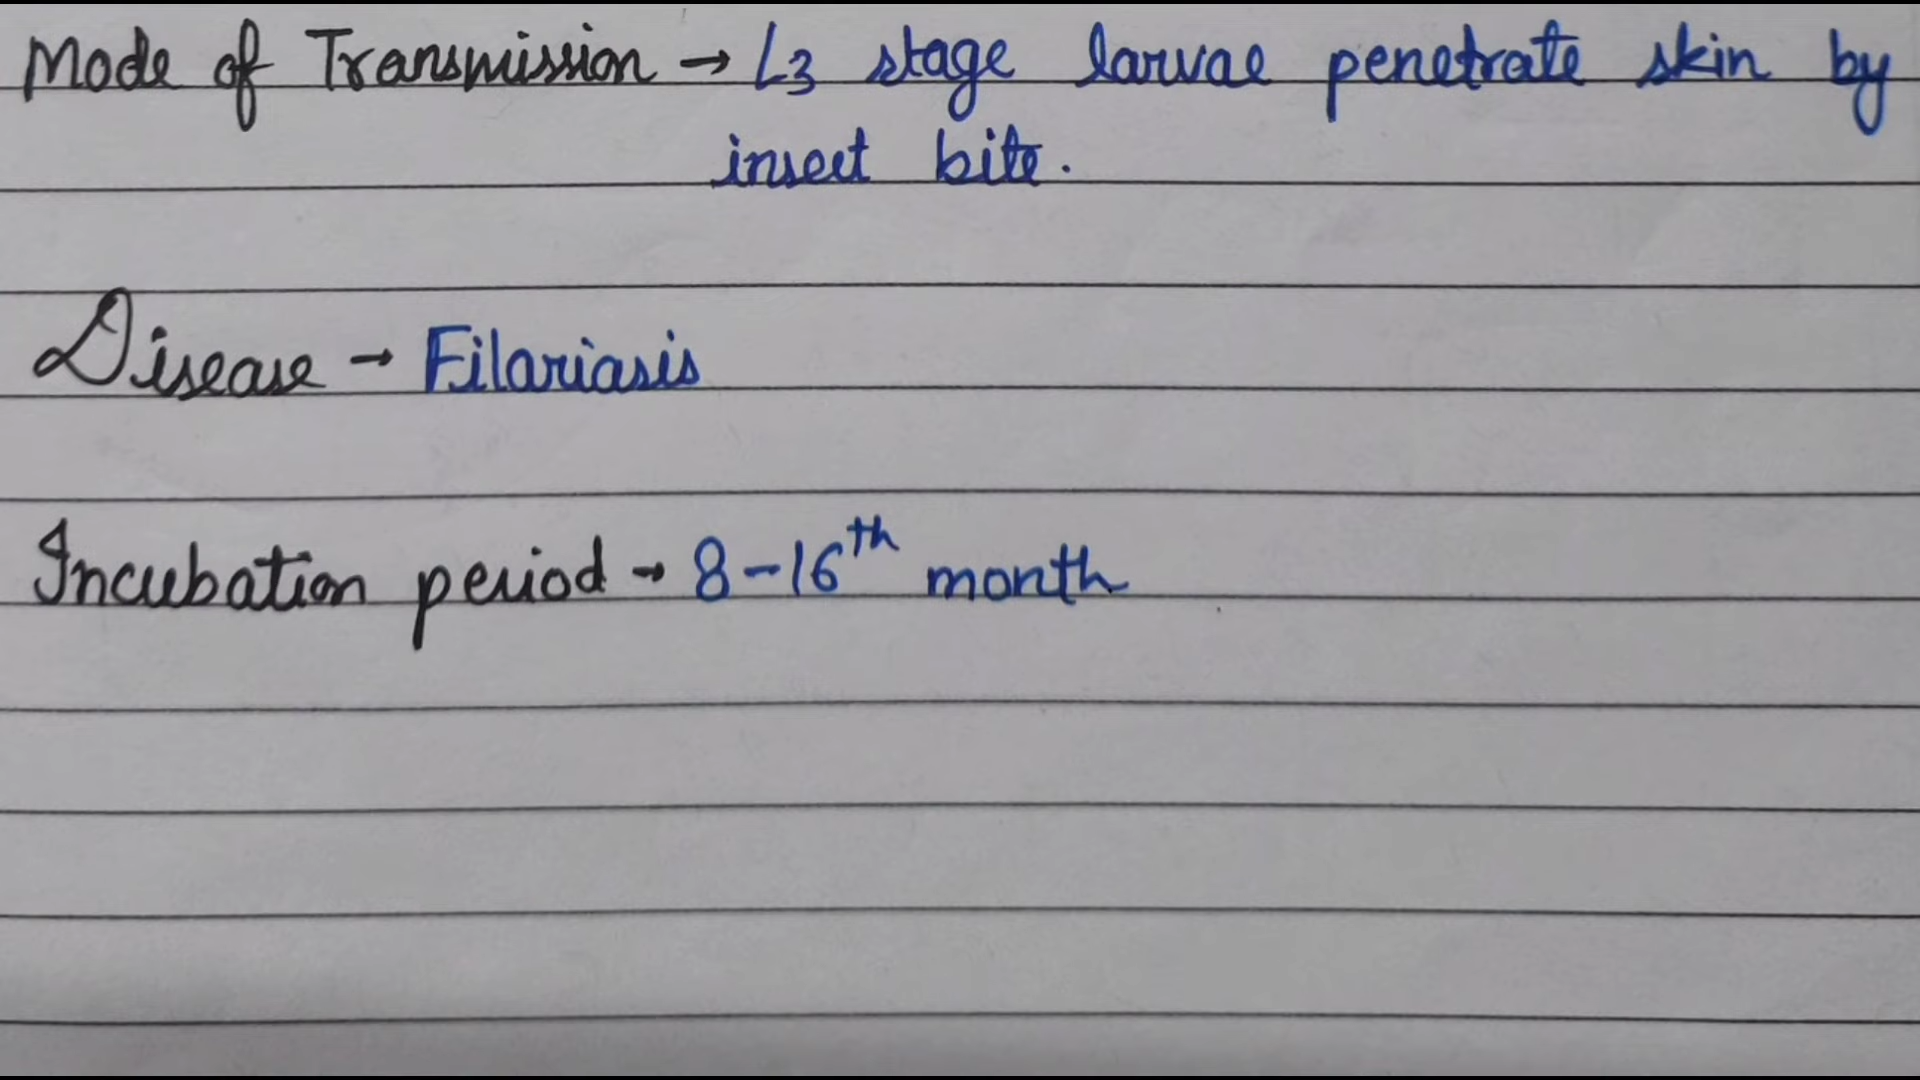 Mode of Transmission → L3 stage larvae penetrate skin by
insect bite.
Disease → Filariasis
Incubation period → 8-16th month